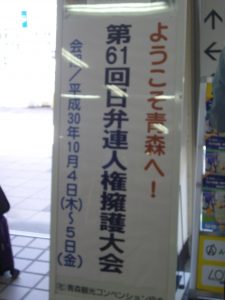 ようこそ青森へ!
第61回日弁連人権擁護大会
会期/平成30年10月4日(木)~5日(金)
青森観光コンベンション